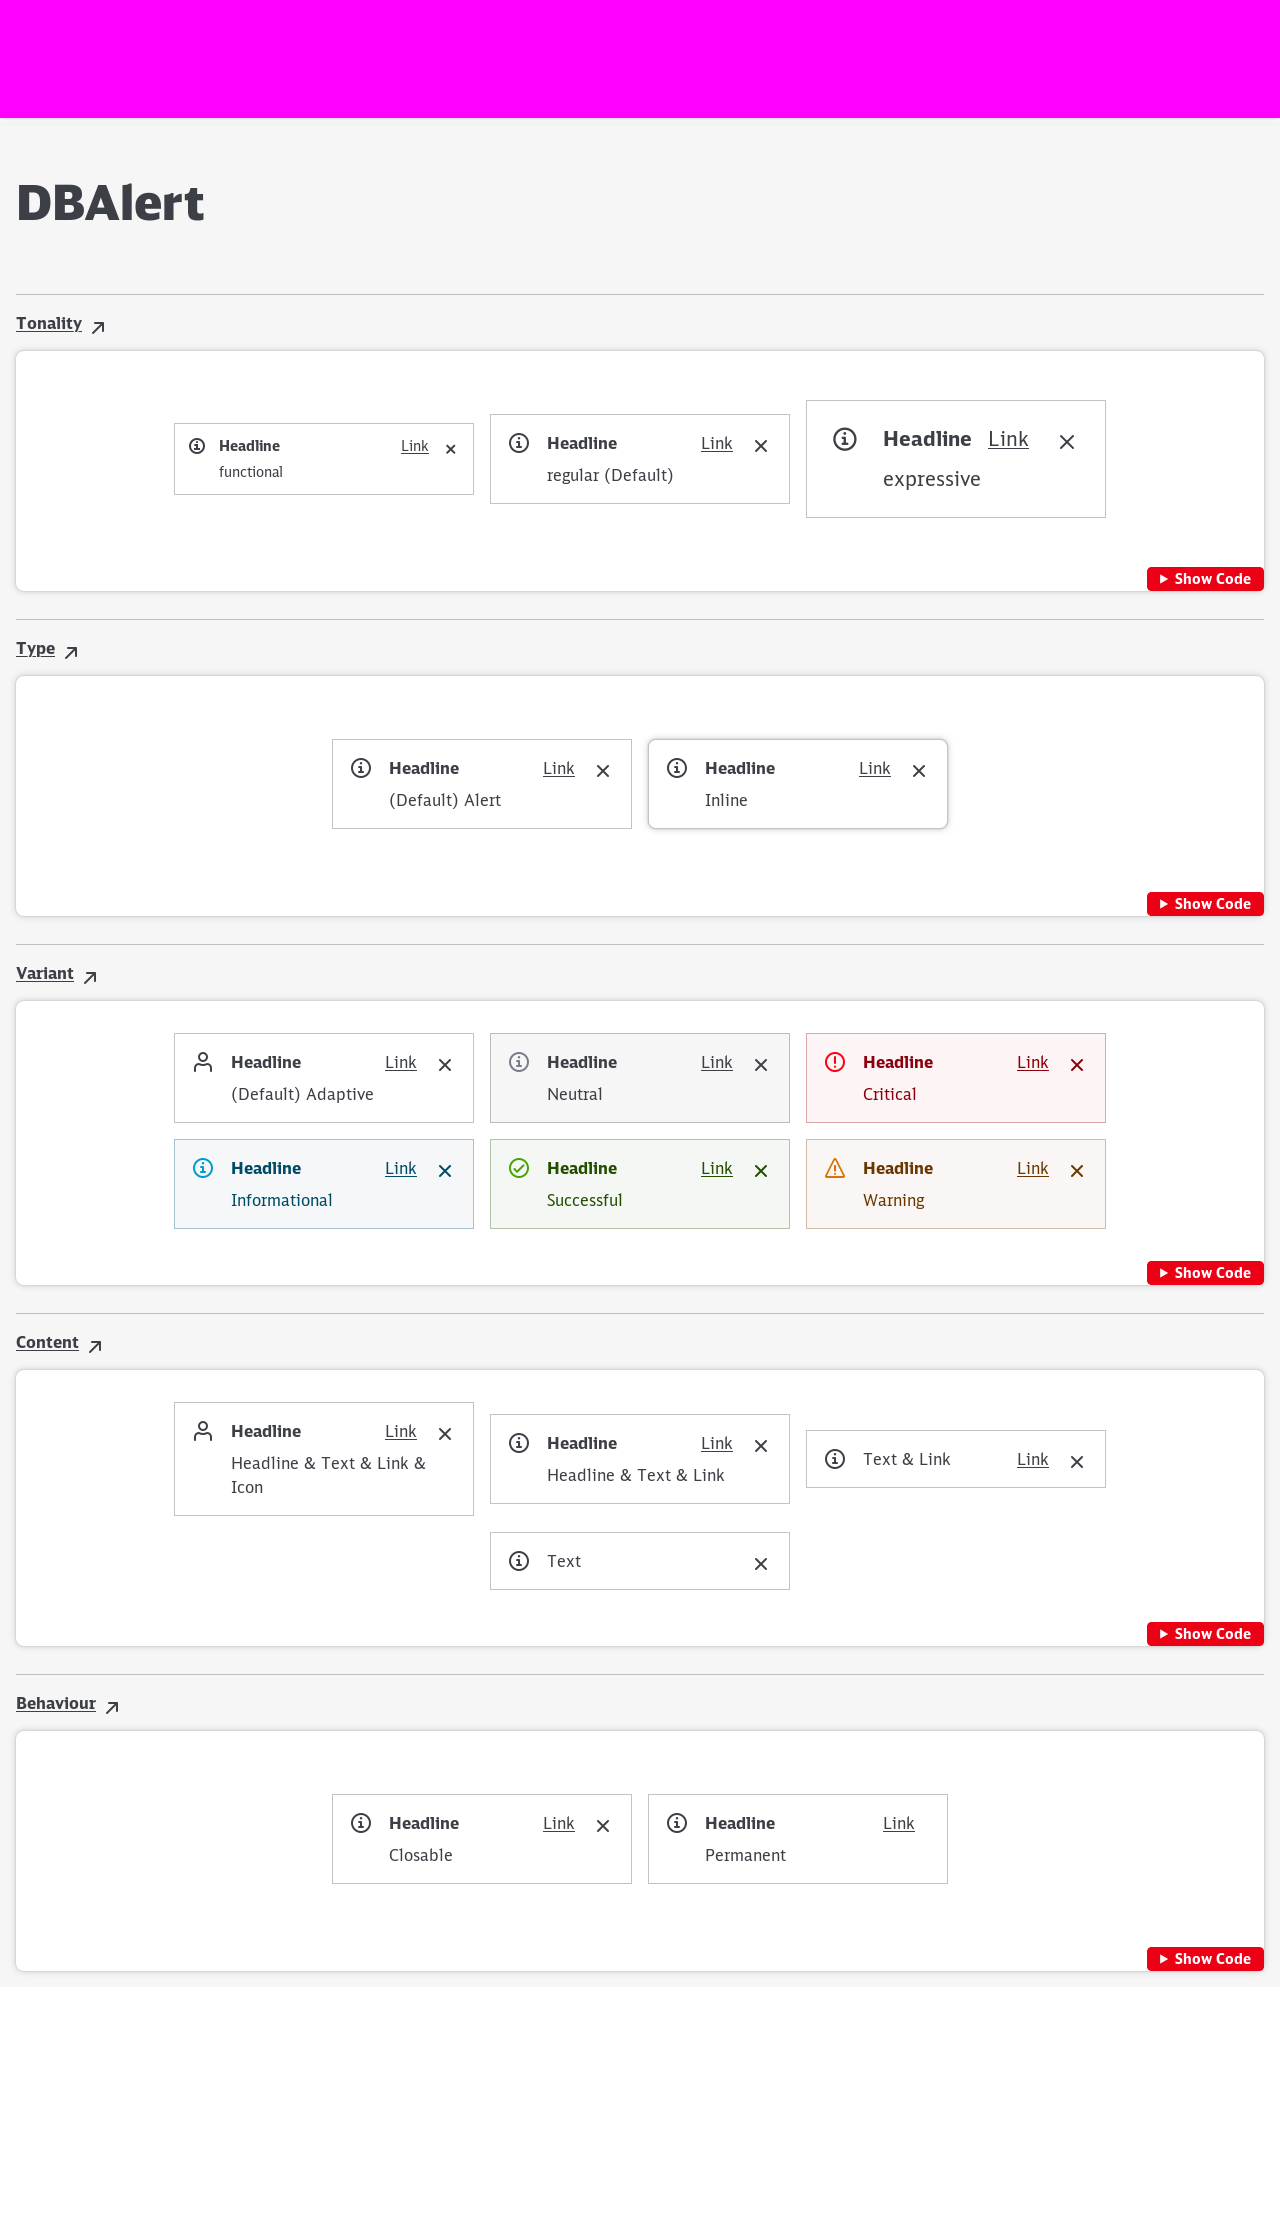 DBAlert
Tonality
Headline Link
functional
Headline Link
regular (Default)
Headline Link
expressive
Show Code
Type
Headline Link
(Default) Alert
Headline Link
Inline
Show Code
Variant
Headline Link
(Default) Adaptive
Headline Link
Neutral
Headline Link
Critical
Headline Link
Informational
Headline Link
Successful
Headline Link
Warning
Show Code
Content
Headline Link
Headline & Text & Link &
Icon
Headline Link
Headline & Text & Link
Text & Link Link
Text
Show Code
Behaviour
Headline Link
Closable
Headline Link
Permanent
Show Code